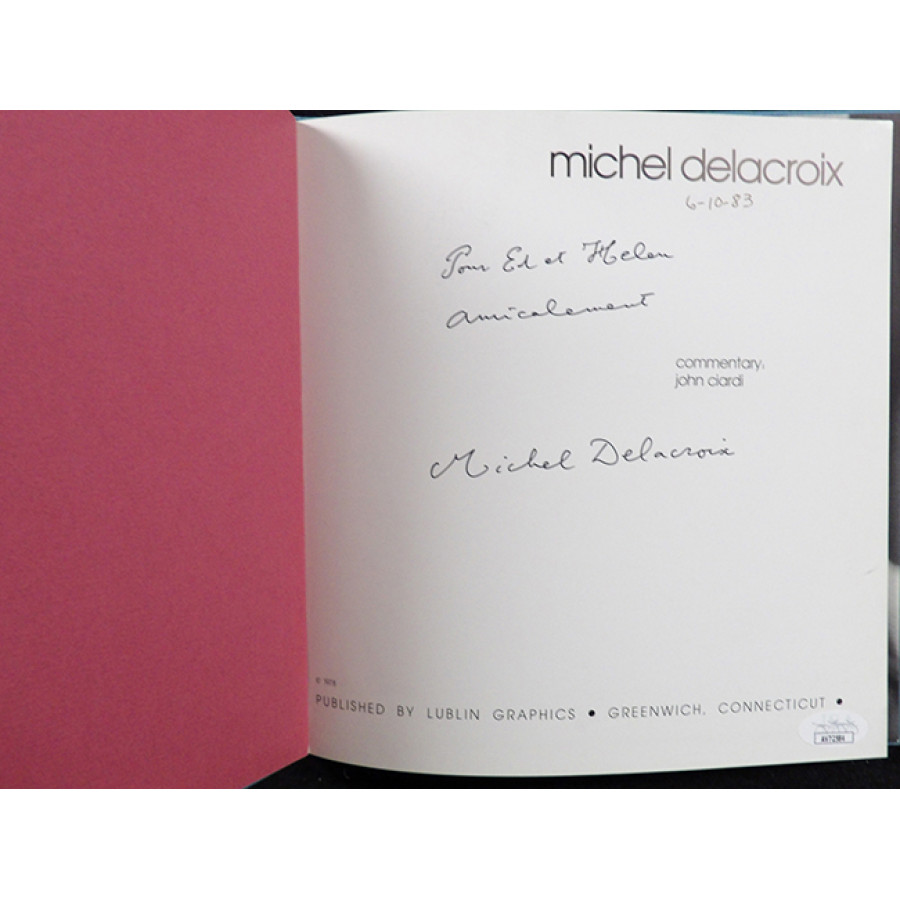 michel delacroix
6-10-83
Pour Ed et Helen
amicalement
commentary:
john ciardi
Michel Delacroix
© 1978
PUBLISHED BY LUBLIN GRAPHICS • GREENWICH, CONNECTICUT •